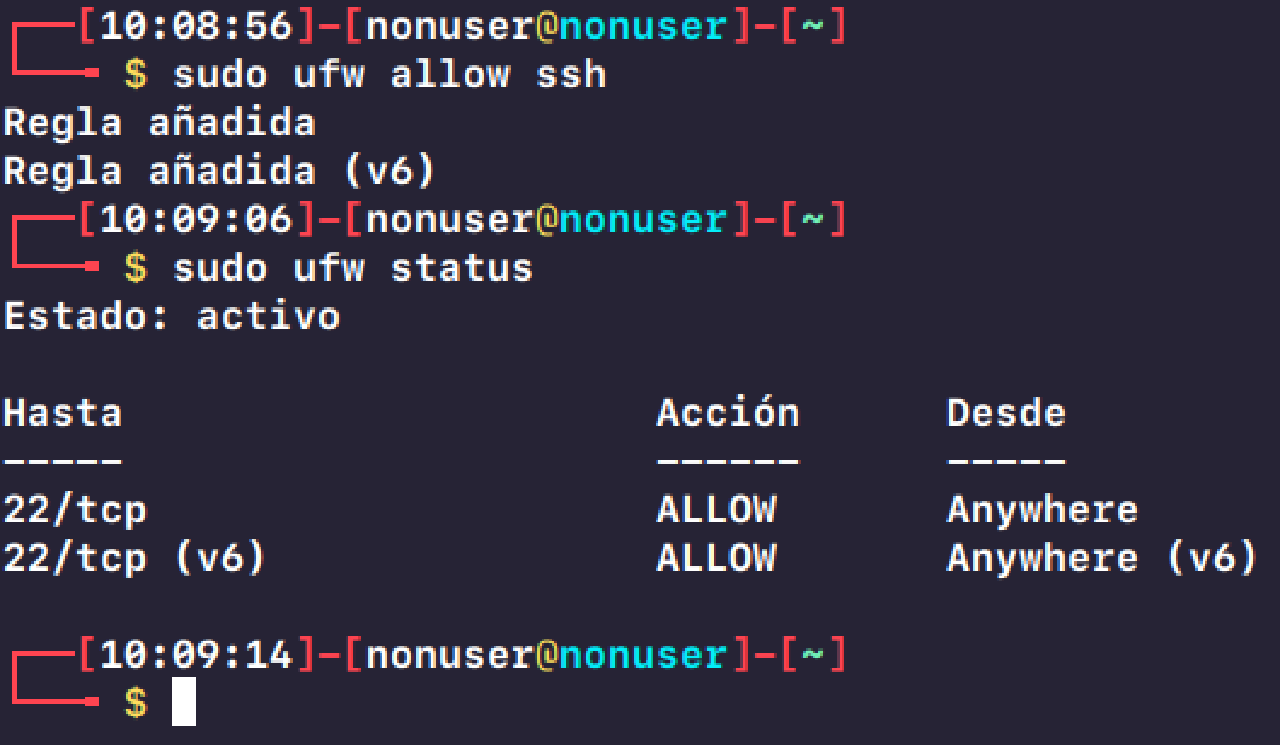 [10:08:56]-[nonuser@nonuser]-[~]
$ sudo ufw allow ssh
Regla añadida
Regla añadida (v6)
[10:09:06]-[nonuser@nonuser]-[~]
$ sudo ufw status
Estado: activo
Hasta Acción Desde
----- ------ -----
22/tcp ALLOW Anywhere
22/tcp (v6) ALLOW Anywhere (v6)
[10:09:14]-[nonuser@nonuser]-[~]
$